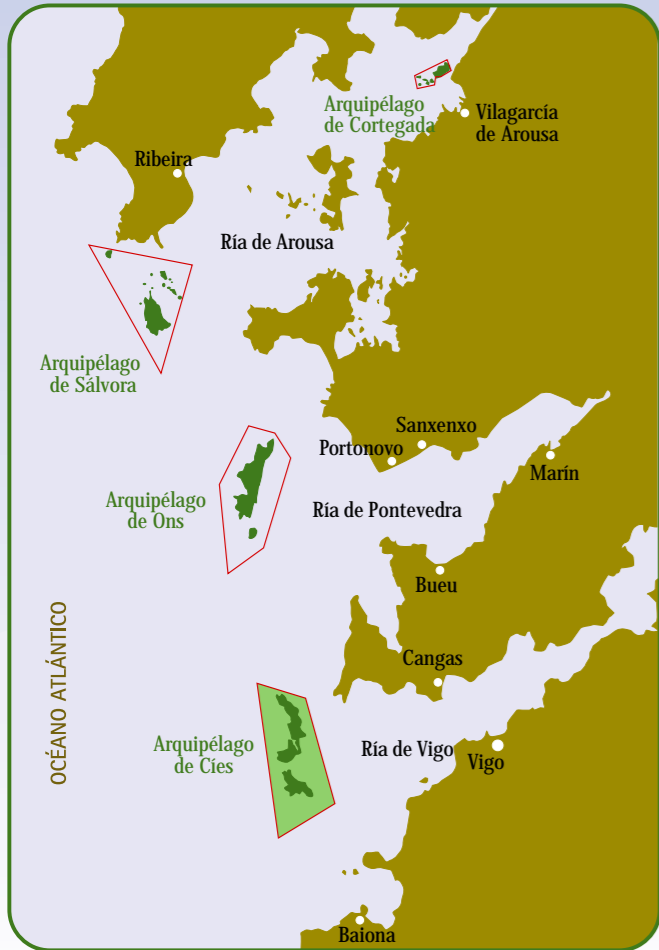 Arquipélago
de Cortegada
Vilagarcía
de Arousa
Ribeira
Ría de Arousa
Arquipélago
de Sálvora
Sanxenxo
Portonovo
Marín
Arquipélago
de Ons
Ría de Pontevedra
Bueu
OCÉANO ATLÁNTICO
Cangas
Arquipélago
de Cíes
Ría de Vigo
Vigo
Baiona